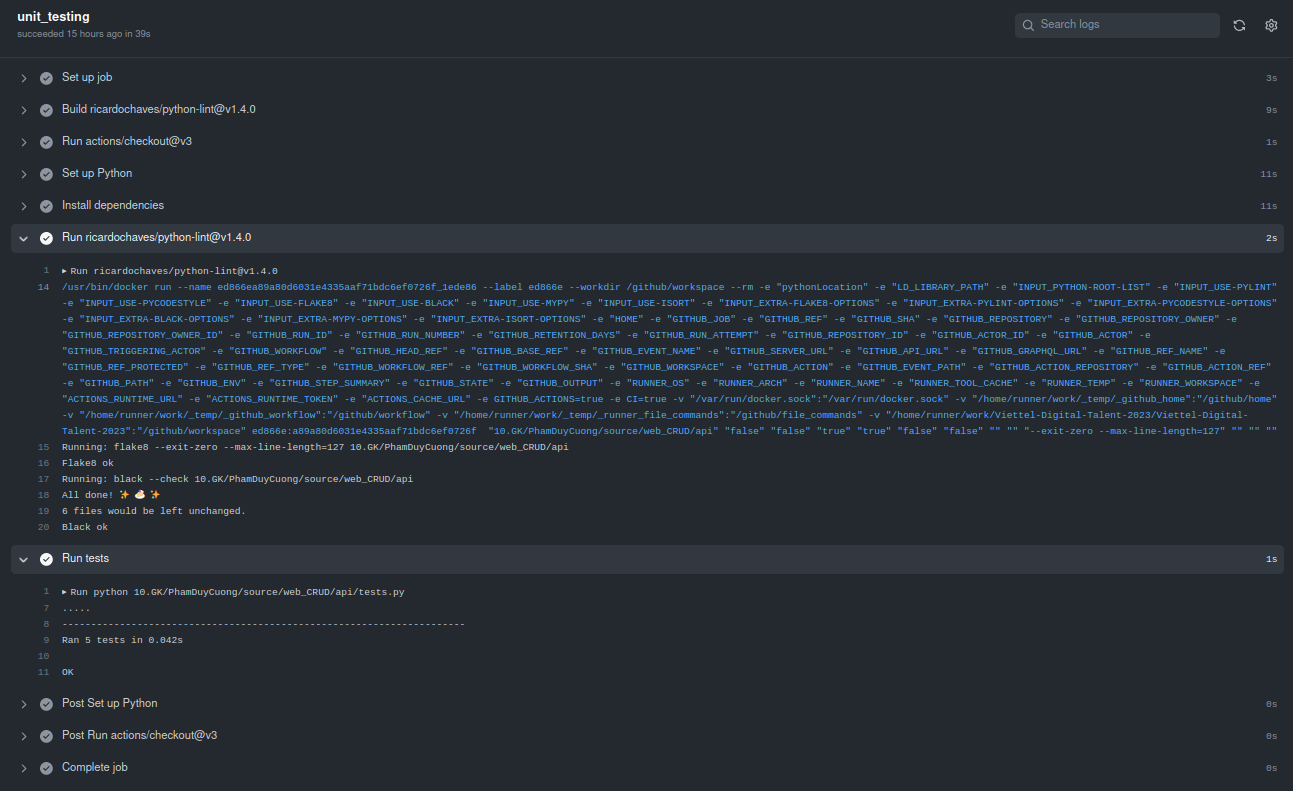 unit_testing
succeeded 15 hours ago in 39s
Search logs
Set up job 3s
Build ricardochaves/python-lint@v1.4.0 9s
Run actions/checkout@v3 1s
Set up Python 11s
Install dependencies 11s
Run ricardochaves/python-lint@v1.4.0 2s
1 ▸ Run ricardochaves/python-lint@v1.4.0
14 /usr/bin/docker run --name ed866ea89a80d6031e4335aaf71bdc6ef0726f_1ede86 --label ed866e --workdir /github/workspace --rm -e "pythonLocation" -e "LD_LIBRARY_PATH" -e "INPUT_PYTHON-ROOT-LIST" -e "INPUT_USE-PYLINT"
-e "INPUT_USE-PYCODESTYLE" -e "INPUT_USE-FLAKE8" -e "INPUT_USE-BLACK" -e "INPUT_USE-MYPY" -e "INPUT_USE-ISORT" -e "INPUT_EXTRA-FLAKE8-OPTIONS" -e "INPUT_EXTRA-PYLINT-OPTIONS" -e "INPUT_EXTRA-PYCODESTYLE-OPTIONS"
-e "INPUT_EXTRA-BLACK-OPTIONS" -e "INPUT_EXTRA-MYPY-OPTIONS" -e "INPUT_EXTRA-ISORT-OPTIONS" -e "HOME" -e "GITHUB_JOB" -e "GITHUB_REF" -e "GITHUB_SHA" -e "GITHUB_REPOSITORY" -e "GITHUB_REPOSITORY_OWNER" -e
"GITHUB_REPOSITORY_OWNER_ID" -e "GITHUB_RUN_ID" -e "GITHUB_RUN_NUMBER" -e "GITHUB_RETENTION_DAYS" -e "GITHUB_RUN_ATTEMPT" -e "GITHUB_REPOSITORY_ID" -e "GITHUB_ACTOR_ID" -e "GITHUB_ACTOR" -e
"GITHUB_TRIGGERING_ACTOR" -e "GITHUB_WORKFLOW" -e "GITHUB_HEAD_REF" -e "GITHUB_BASE_REF" -e "GITHUB_EVENT_NAME" -e "GITHUB_SERVER_URL" -e "GITHUB_API_URL" -e "GITHUB_GRAPHQL_URL" -e "GITHUB_REF_NAME" -e
"GITHUB_REF_PROTECTED" -e "GITHUB_REF_TYPE" -e "GITHUB_WORKFLOW_REF" -e "GITHUB_WORKFLOW_SHA" -e "GITHUB_WORKSPACE" -e "GITHUB_ACTION" -e "GITHUB_EVENT_PATH" -e "GITHUB_ACTION_REPOSITORY" -e "GITHUB_ACTION_REF"
-e "GITHUB_PATH" -e "GITHUB_ENV" -e "GITHUB_STEP_SUMMARY" -e "GITHUB_STATE" -e "GITHUB_OUTPUT" -e "RUNNER_OS" -e "RUNNER_ARCH" -e "RUNNER_NAME" -e "RUNNER_TOOL_CACHE" -e "RUNNER_TEMP" -e "RUNNER_WORKSPACE" -e
"ACTIONS_RUNTIME_URL" -e "ACTIONS_RUNTIME_TOKEN" -e "ACTIONS_CACHE_URL" -e GITHUB_ACTIONS=true -e CI=true -v "/var/run/docker.sock":"/var/run/docker.sock" -v "/home/runner/work/_temp/_github_home":"/github/home"
-v "/home/runner/work/_temp/_github_workflow":"/github/workflow" -v "/home/runner/work/_temp/_runner_file_commands":"/github/file_commands" -v "/home/runner/work/Viettel-Digital-Talent-2023/Viettel-Digital-
Talent-2023":"/github/workspace" ed866e:a89a80d6031e4335aaf71bdc6ef0726f "10.GK/PhamDuyCuong/source/web_CRUD/api" "false" "false" "true" "true" "false" "false" "" "" "--exit-zero --max-line-length=127" "" "" ""
15 Running: flake8 --exit-zero --max-line-length=127 10.GK/PhamDuyCuong/source/web_CRUD/api
16 Flake8 ok
17 Running: black --check 10.GK/PhamDuyCuong/source/web_CRUD/api
18 All done! ✨ 🍰 ✨
19 6 files would be left unchanged.
20 Black ok
Run tests 1s
1 ▸ Run python 10.GK/PhamDuyCuong/source/web_CRUD/api/tests.py
7 .....
8 ----------------------------------------------------------------------
9 Ran 5 tests in 0.042s
10
11 OK
Post Set up Python 0s
Post Run actions/checkout@v3 0s
Complete job 0s